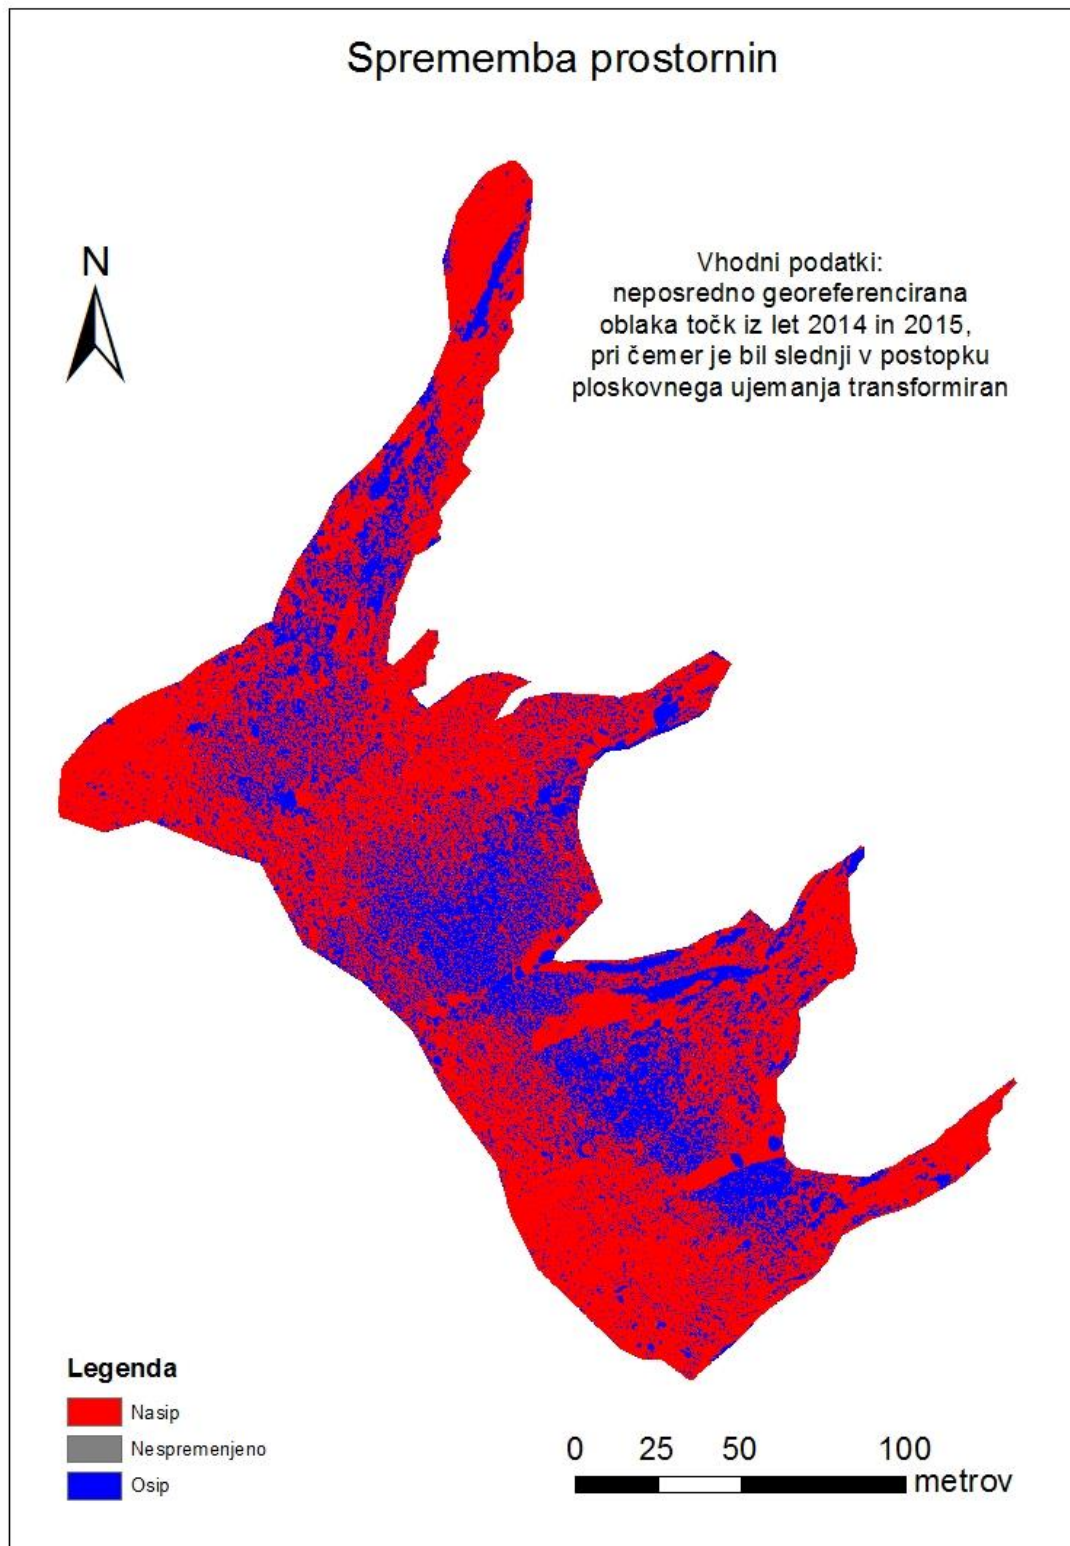 Sprememba prostornin
N
Vhodni podatki:
neposredno georeferencirana
oblaka točk iz let 2014 in 2015,
pri čemer je bil slednji v postopku
ploskovnega ujemanja transformiran
Legenda
Nasip
Nespremenjeno
Osip
0 25 50 100
metrov